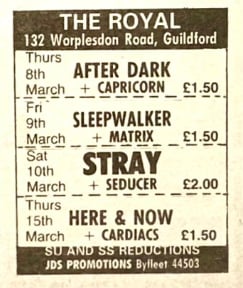 THE ROYAL
132 Worplesdon Road, Guildford
Thurs
8th AFTER DARK
March + CAPRICORN £1.50
Fri
9th SLEEPWALKER
March + MATRIX £1.50
Sat
10th STRAY
March + SEDUCER £2.00
Thurs
15th HERE & NOW
March + CARDIACS £1.50
SU AND SS REDUCTIONS
JDS PROMOTIONS Byfleet 44503